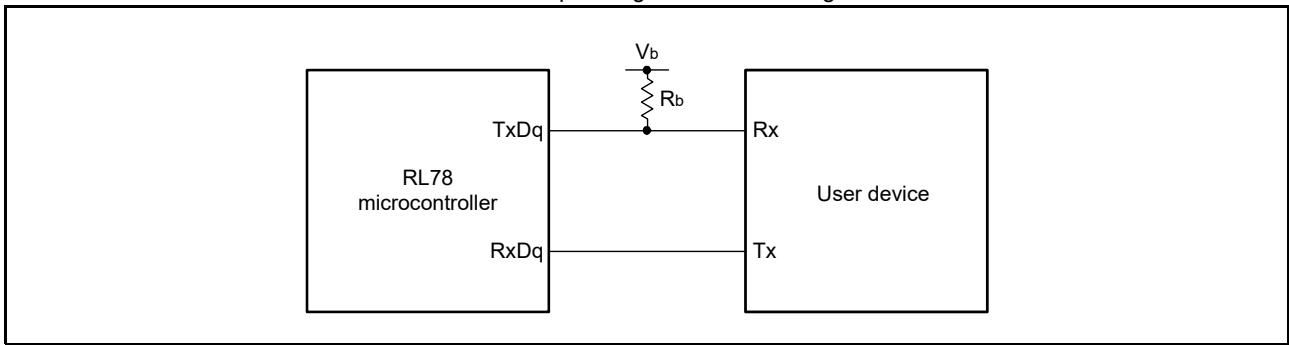 Vb
Rb
TxDq
Rx
RL78
microcontroller
User device
RxDq
Tx